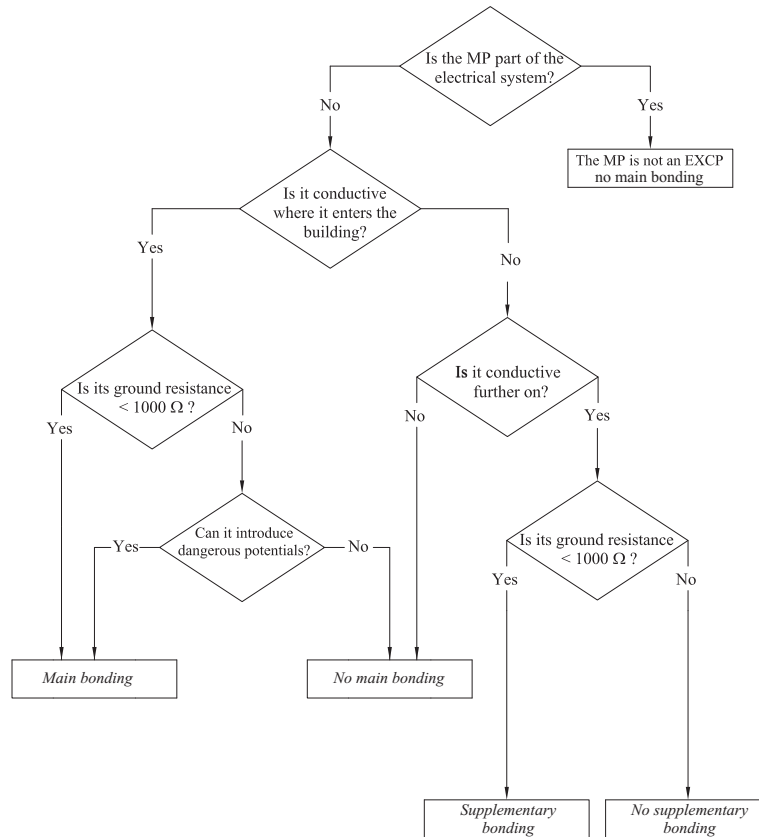 Is the MP part of the
electrical system?
No
Yes
The MP is not an EXCP
no main bonding
Is it conductive
where it enters the
building?
Yes
No
Is its ground resistance
< 1000 Ω ?
Is it conductive
further on?
Yes
No
No
Yes
Can it introduce
dangerous potentials?
Yes
No
Is its ground resistance
< 1000 Ω ?
Yes
No
Main bonding
No main bonding
Supplementary
bonding
No supplementary
bonding